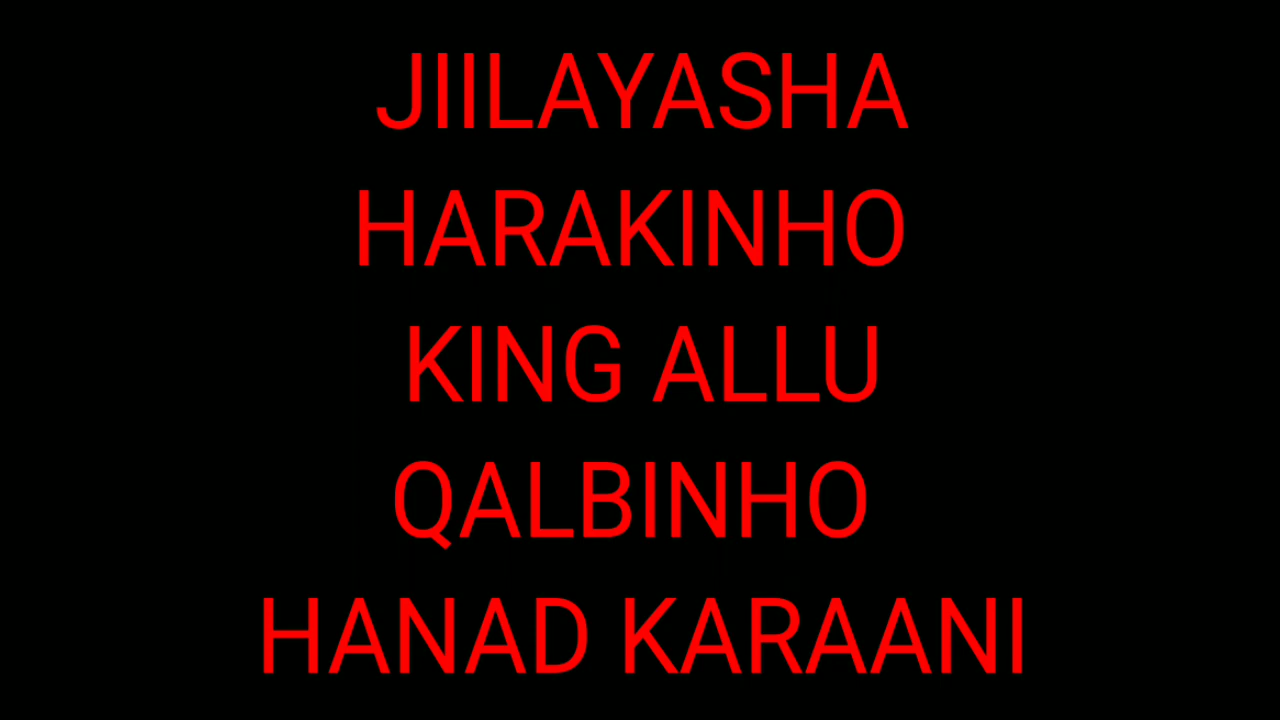 JIILAYASHA
HARAKINHO
KING ALLU
QALBINHO
HANAD KARAANI